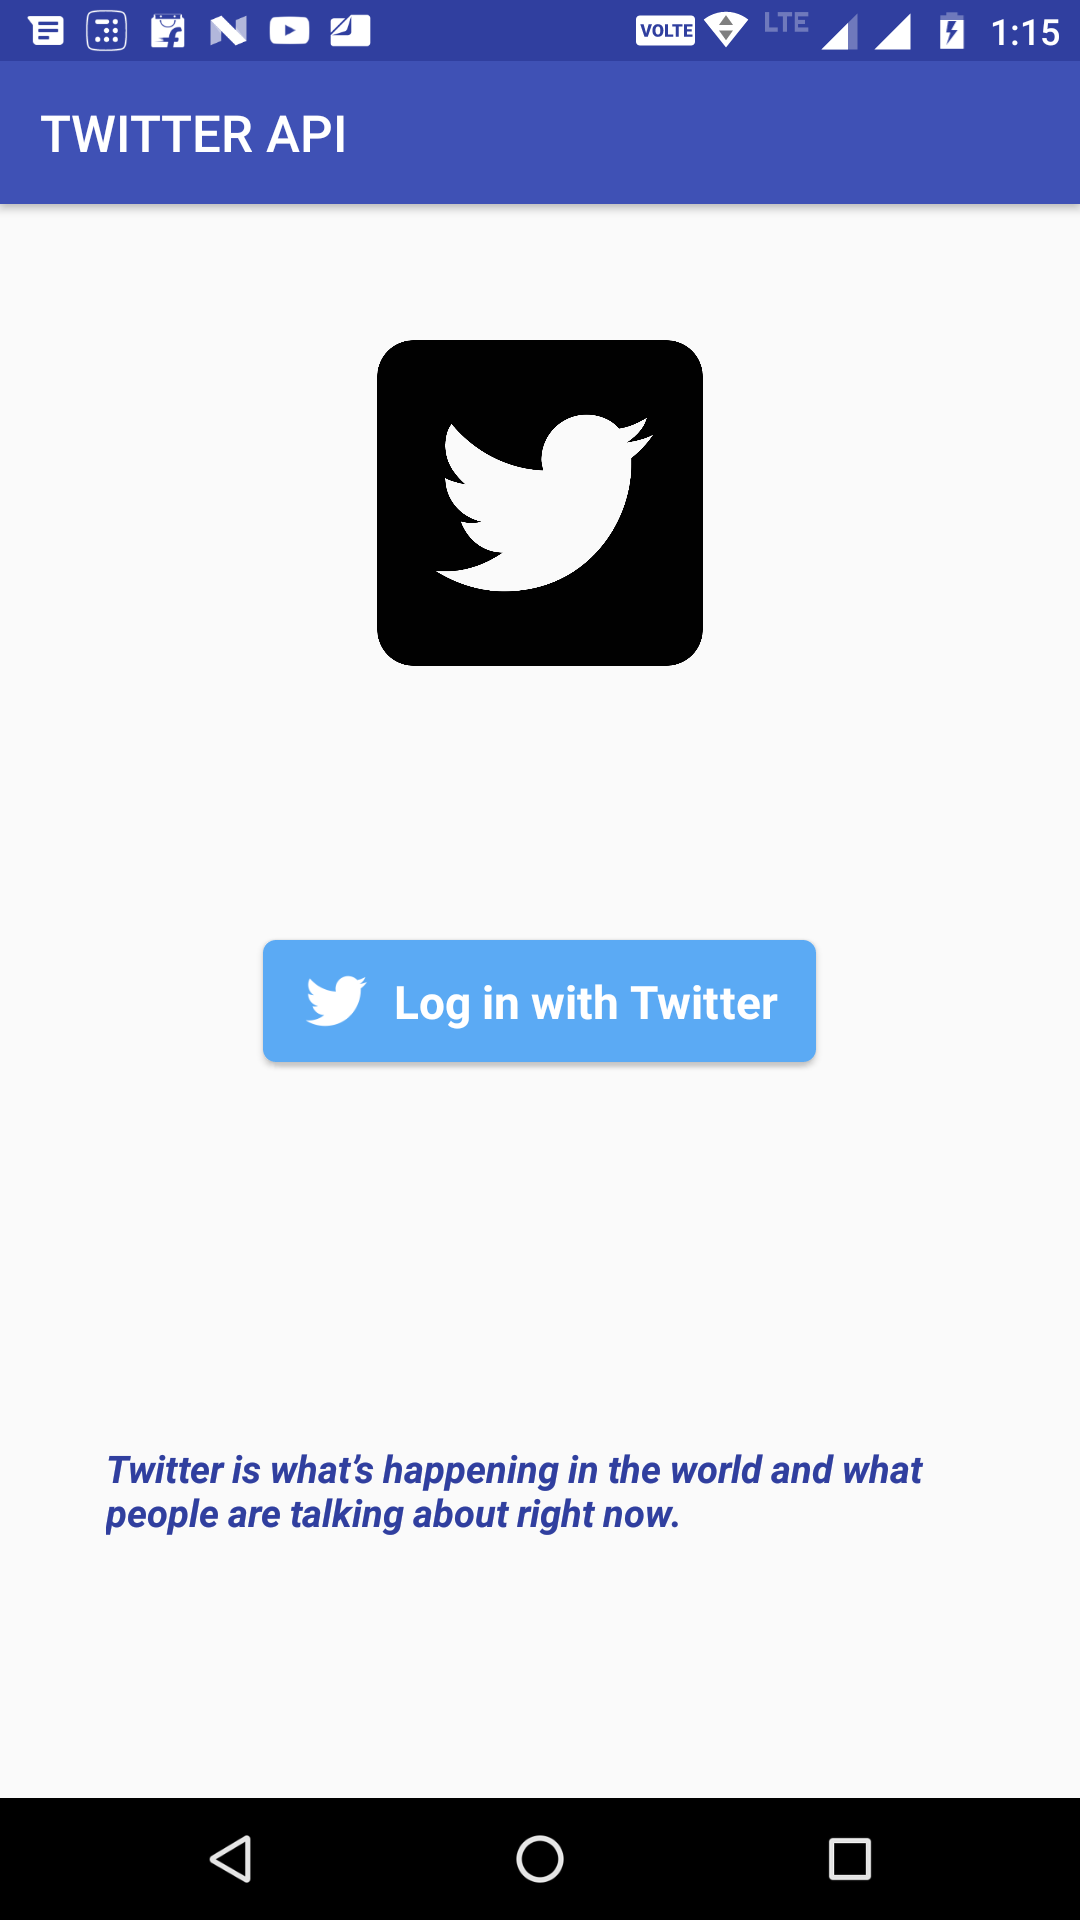 VOLTE LTE 1:15
TWITTER API
Log in with Twitter
Twitter is what’s happening in the world and what
people are talking about right now.